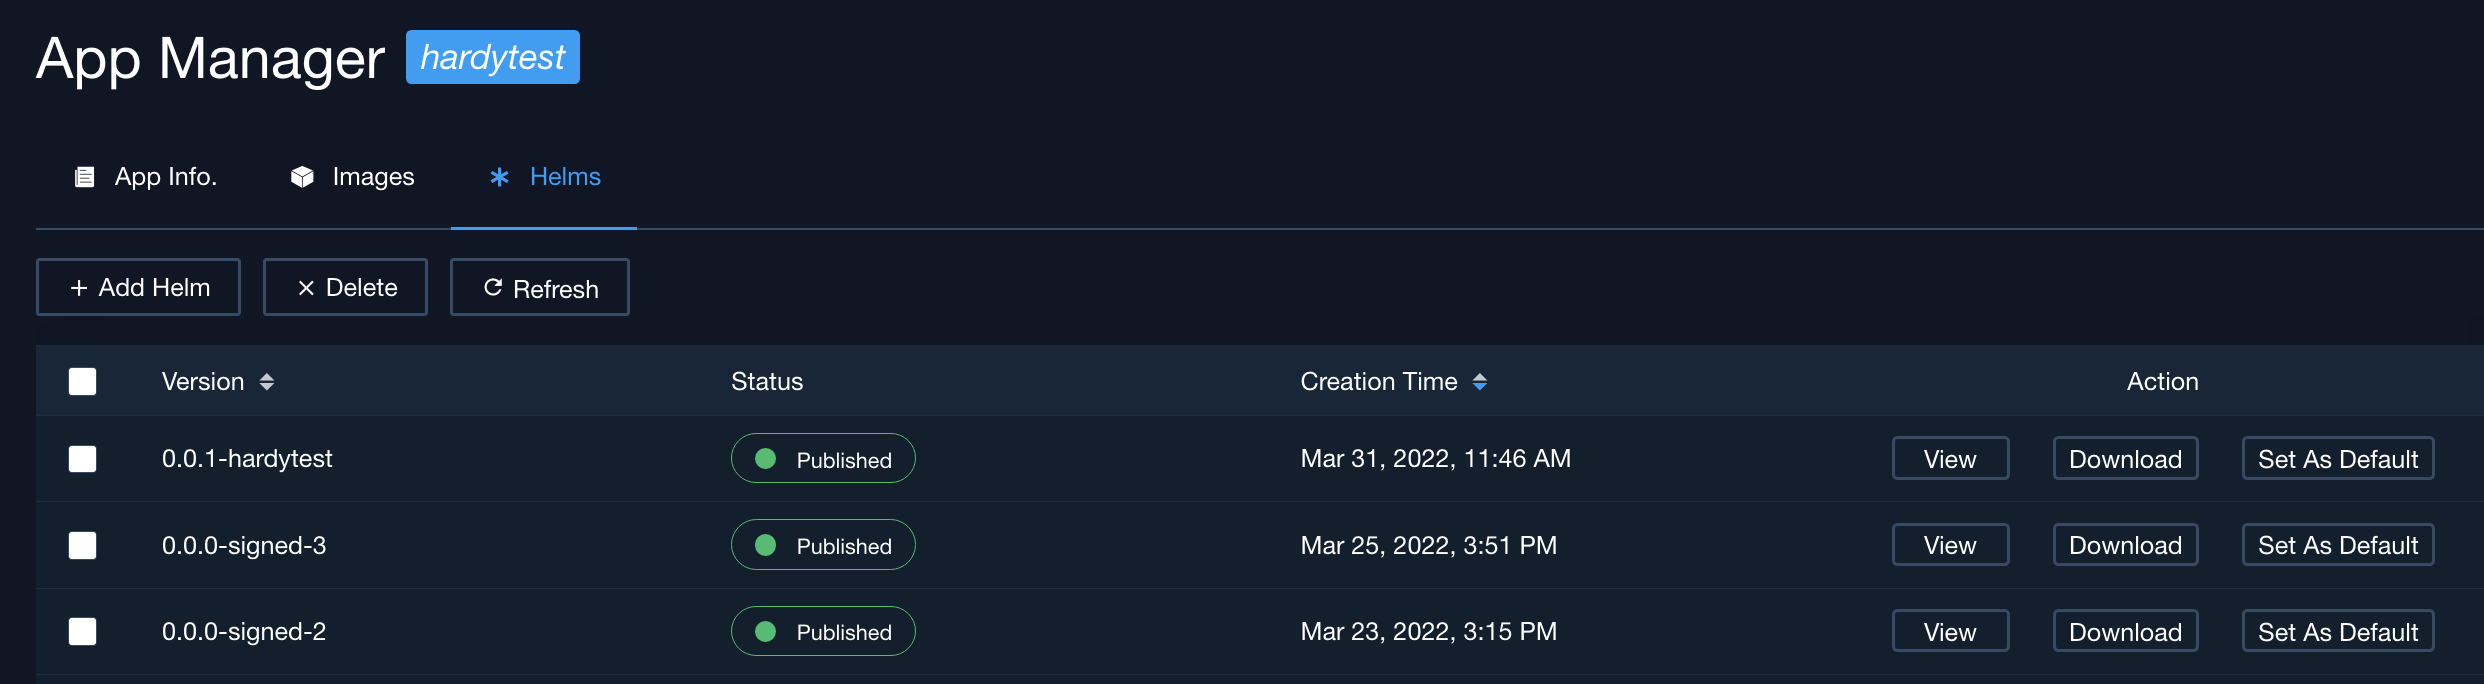 App Manager hardytest
App Info. Images Helms
+ Add Helm × Delete Refresh
Version Status Creation Time Action
0.0.1-hardytest Published Mar 31, 2022, 11:46 AM View Download Set As Default
0.0.0-signed-3 Published Mar 25, 2022, 3:51 PM View Download Set As Default
0.0.0-signed-2 Published Mar 23, 2022, 3:15 PM View Download Set As Default